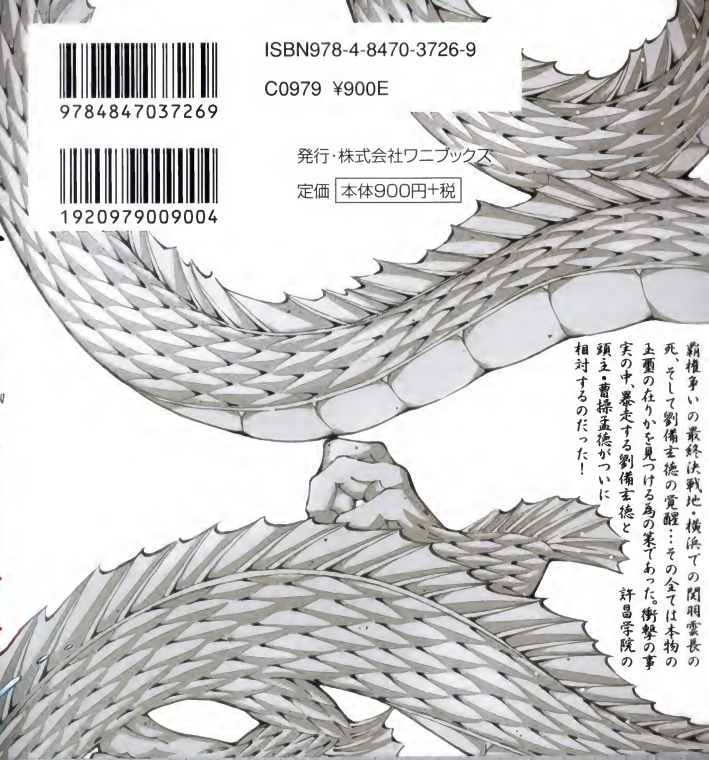 ISBN978-4-8470-3726-9
C0979 ¥900E
9784847037269
1920979009004
発行・株式会社ワニブックス
定価 本体900円+税
覇権争いの最終決戦地・横浜での関羽雲長の
死、そして劉備玄徳の覚醒…その全ては本物の
玉璽の在りかを見つける為の策であった。衝撃の事
実の中、暴走する劉備玄徳と 許昌学院の
頭主・曹操孟徳がついに
相対するのだった!